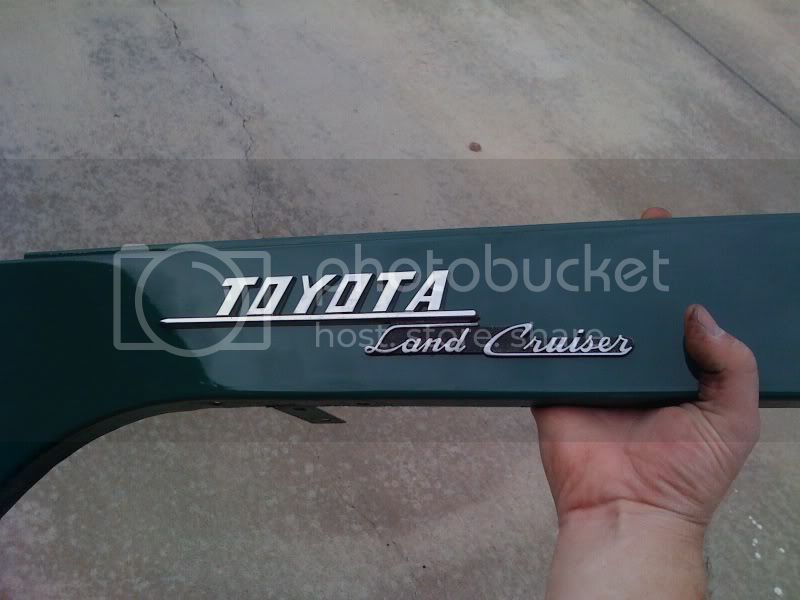 TOYOTA
Land Cruiser
photobucket
host. store. share.